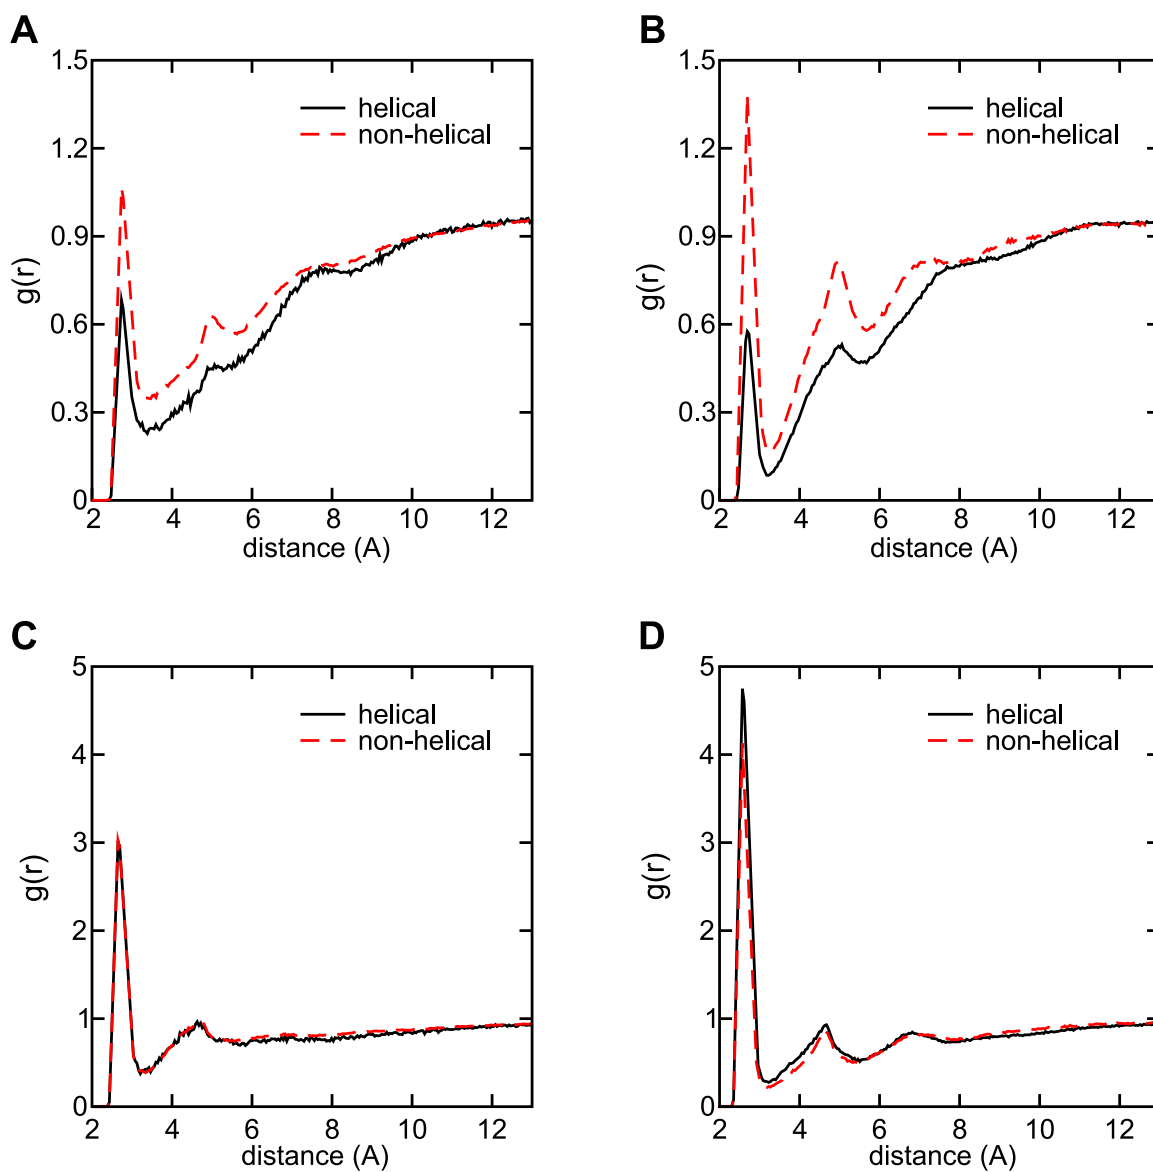 A
B
1.5
1.2
0.9
0.6
0.3
0
g(r)
helical
non-helical
2 4 6 8 10 12
distance (A)
1.5
1.2
0.9
0.6
0.3
0
g(r)
helical
non-helical
2 4 6 8 10 12
distance (A)
C
D
5
4
3
2
1
0
g(r)
helical
non-helical
2 4 6 8 10 12
distance (A)
5
4
3
2
1
0
g(r)
helical
non-helical
2 4 6 8 10 12
distance (A)